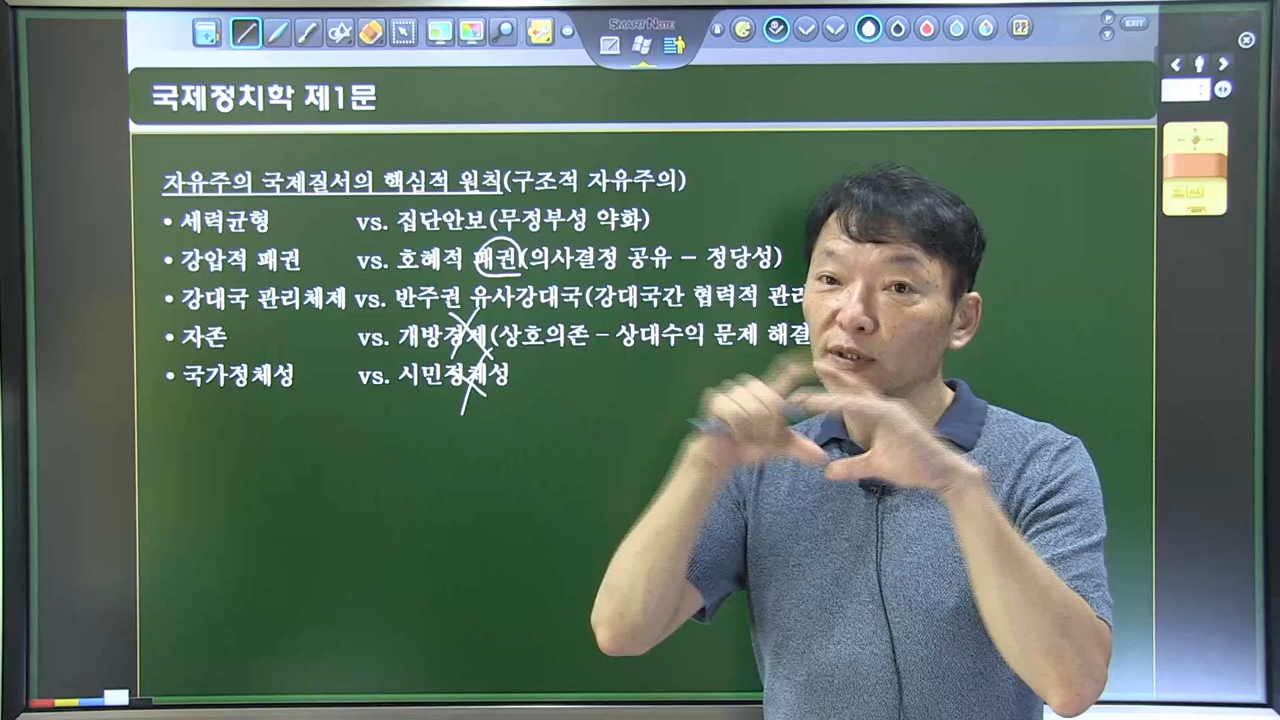 SMART NOTE
EXIT
국제정치학 제1문
자유주의 국제질서의 핵심적 원칙(구조적 자유주의)
• 세력균형 vs. 집단안보(무정부성 약화)
• 강압적 패권 vs. 호혜적 패권(의사결정 공유 – 정당성)
• 강대국 관리체제 vs. 반주권 유사강대국(강대국간 협력적 관리
• 자존 vs. 개방경제(상호의존 – 상대수익 문제 해결
• 국가정체성 vs. 시민정체성